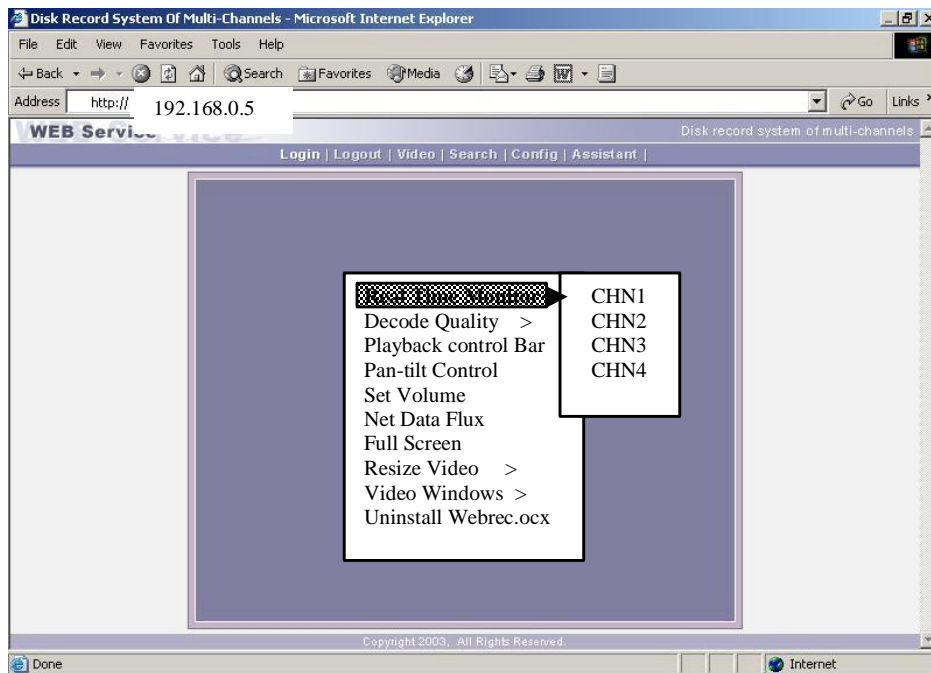 Disk Record System Of Multi-Channels - Microsoft Internet Explorer
File Edit View Favorites Tools Help
Back Search Favorites Media
Address http:// 192.168.0.5 Go Links
WEB Service Disk record system of multi-channels
Login | Logout | Video | Search | Config | Assistant |
Real Time Monitor
Decode Quality >
Playback control Bar
Pan-tilt Control
Set Volume
Net Data Flux
Full Screen
Resize Video >
Video Windows >
Uninstall Webrec.ocx
CHN1
CHN2
CHN3
CHN4
Copyright 2003, All Rights Reserved.
Done Internet